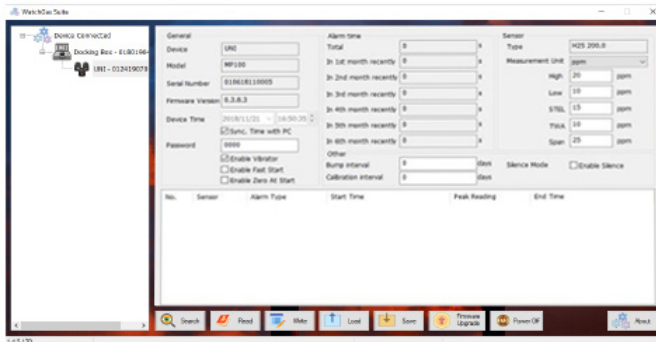 WatchGas Suite
Device Connected
Docking Box - 0180196-
UNI - 012419079
General
Device UNI
Model MP100
Serial Number 010618110005
Firmware Version 0.3.6.3
Device Time 2018/11/21 16:50:35
Sync. Time with PC
Password 0000
Enable Vibrator
Enable Fast Start
Enable Zero At Start
Alarm time
Total 0
In 1st month recently 0
In 2nd month recently 0
In 3rd month recently 0
In 4th month recently 0
In 5th month recently 0
In 6th month recently 0
Other
Bump interval 0 days
Calibration interval 0 days
Sensor
Type H2S 200.0
Measurement Unit ppm
High 20 ppm
Low 10 ppm
STEL 15 ppm
TWA 10 ppm
Span 25 ppm
Silence Mode Enable Silence
No. Sensor Alarm Type Start Time Peak Reading End Time
Search Read Write Load Save Firmware Upgrade Power Off About